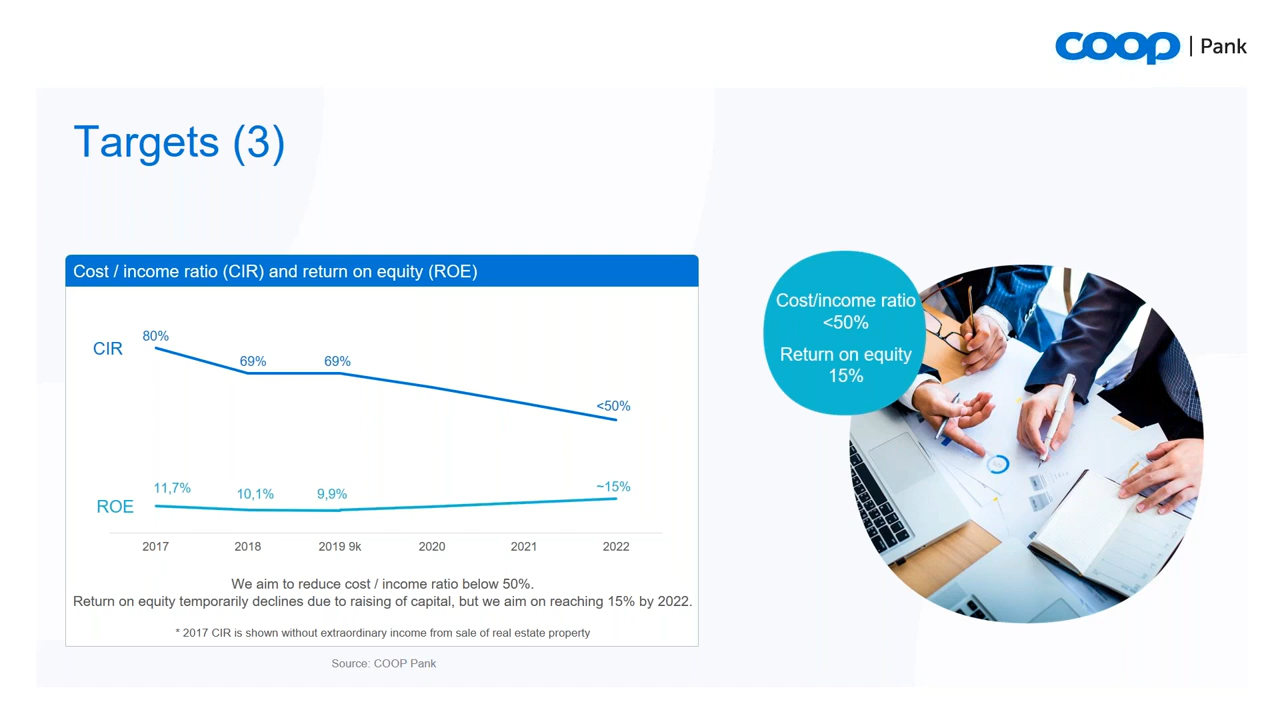 coop | Pank
Targets (3)
Cost / income ratio (CIR) and return on equity (ROE)
80%
CIR
69%
69%
<50%
ROE
11,7%
10,1%
9,9%
~15%
2017
2018
2019 9k
2020
2021
2022
We aim to reduce cost / income ratio below 50%.
Return on equity temporarily declines due to raising of capital, but we aim on reaching 15% by 2022.
* 2017 CIR is shown without extraordinary income from sale of real estate property
Source: COOP Pank
Cost/income ratio
<50%
Return on equity
15%